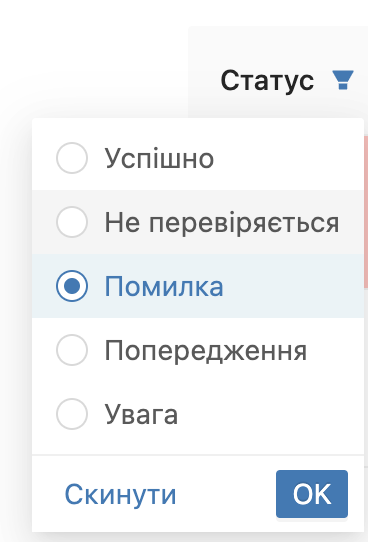 Статус
Успішно
Не перевіряється
Помилка
Попередження
Увага
Скинути
OK